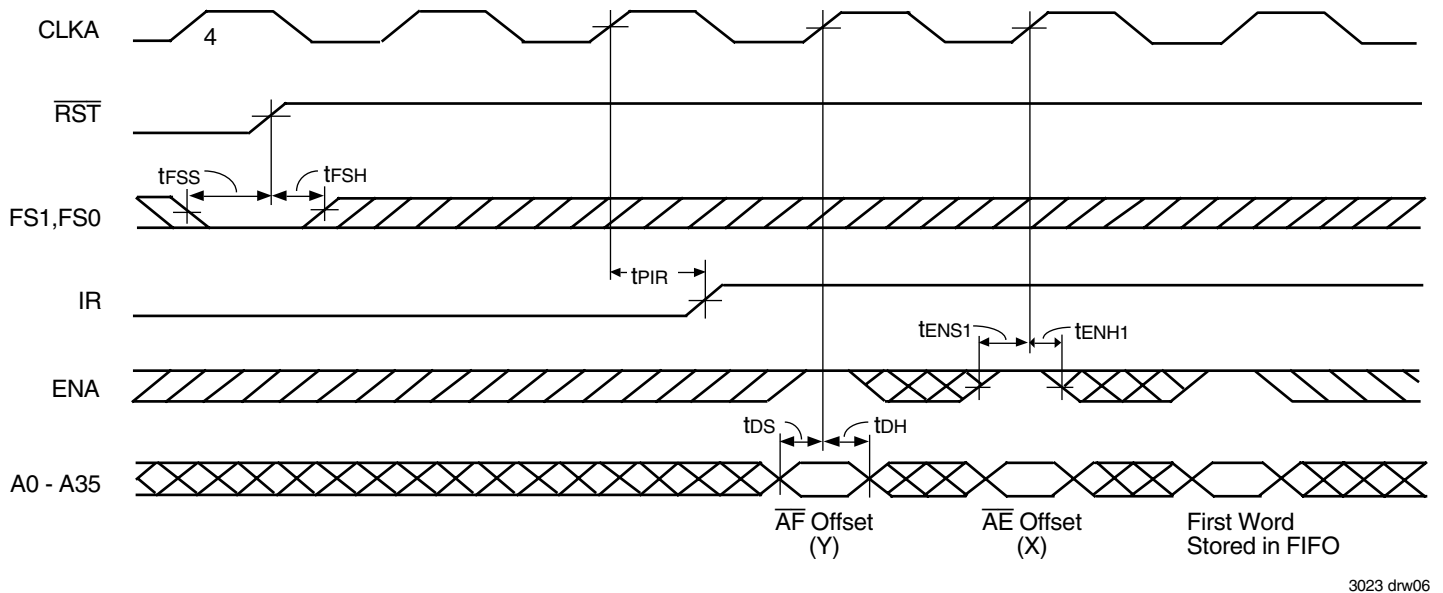 CLKA
4
RST
tFSS
tFSH
FS1,FS0
tPIR
IR
tENS1
tENH1
ENA
tDS
tDH
A0 - A35
AF Offset
(Y)
AE Offset
(X)
First Word
Stored in FIFO
3023 drw06